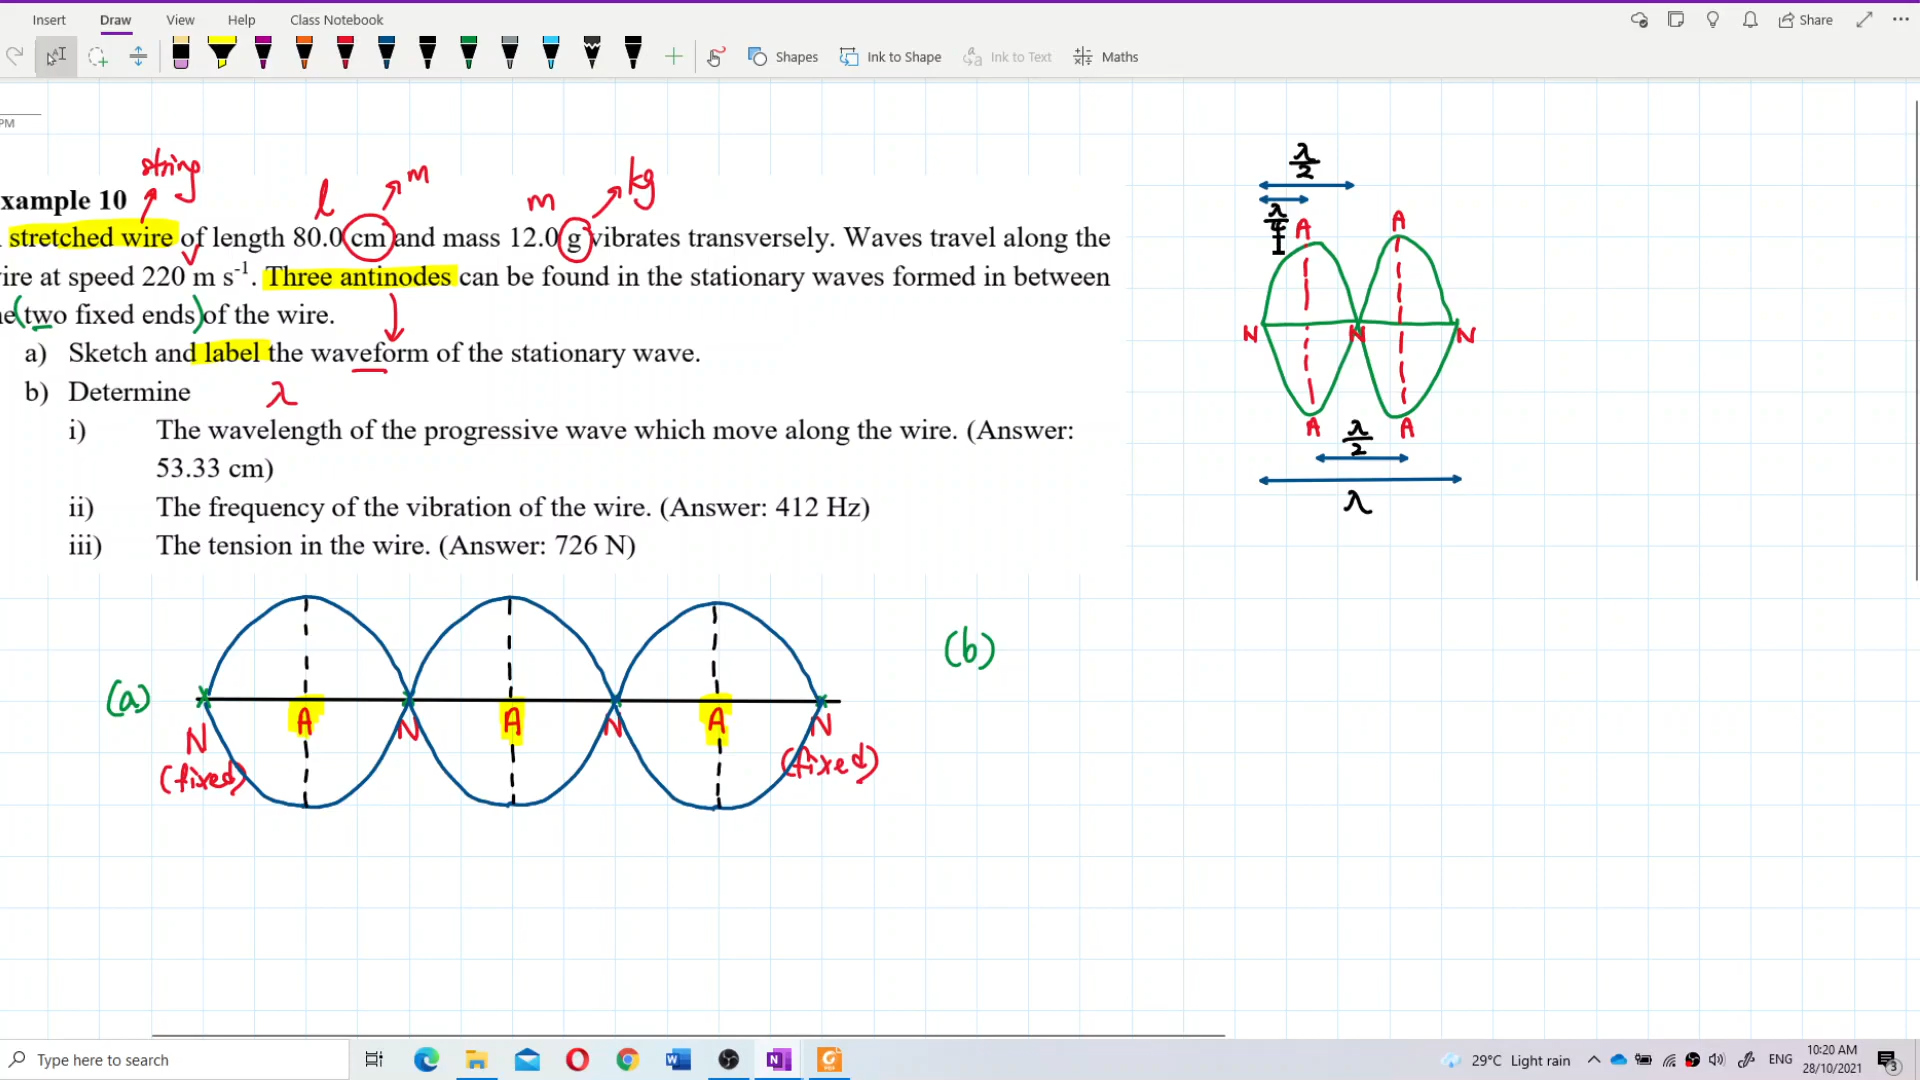 Insert Draw View Help Class Notebook Share
Shapes Ink to Shape Ink to Text Maths
PM
string
l m m kg
xample 10
stretched wire of length 80.0 cm and mass 12.0 g vibrates transversely. Waves travel along the
ire at speed 220 m s-1. Three antinodes can be found in the stationary waves formed in between
e two fixed ends of the wire.
a) Sketch and label the waveform of the stationary wave.
b) Determine
λ
i) The wavelength of the progressive wave which move along the wire. (Answer:
53.33 cm)
ii) The frequency of the vibration of the wire. (Answer: 412 Hz)
iii) The tension in the wire. (Answer: 726 N)
λ/2
λ/4
A A
N N N
A A
λ/2
λ
(a)
A A A
N N N N
(fixed) (fixed)
(b)
Type here to search
29°C Light rain
ENG
10:20 AM
28/10/2021
3